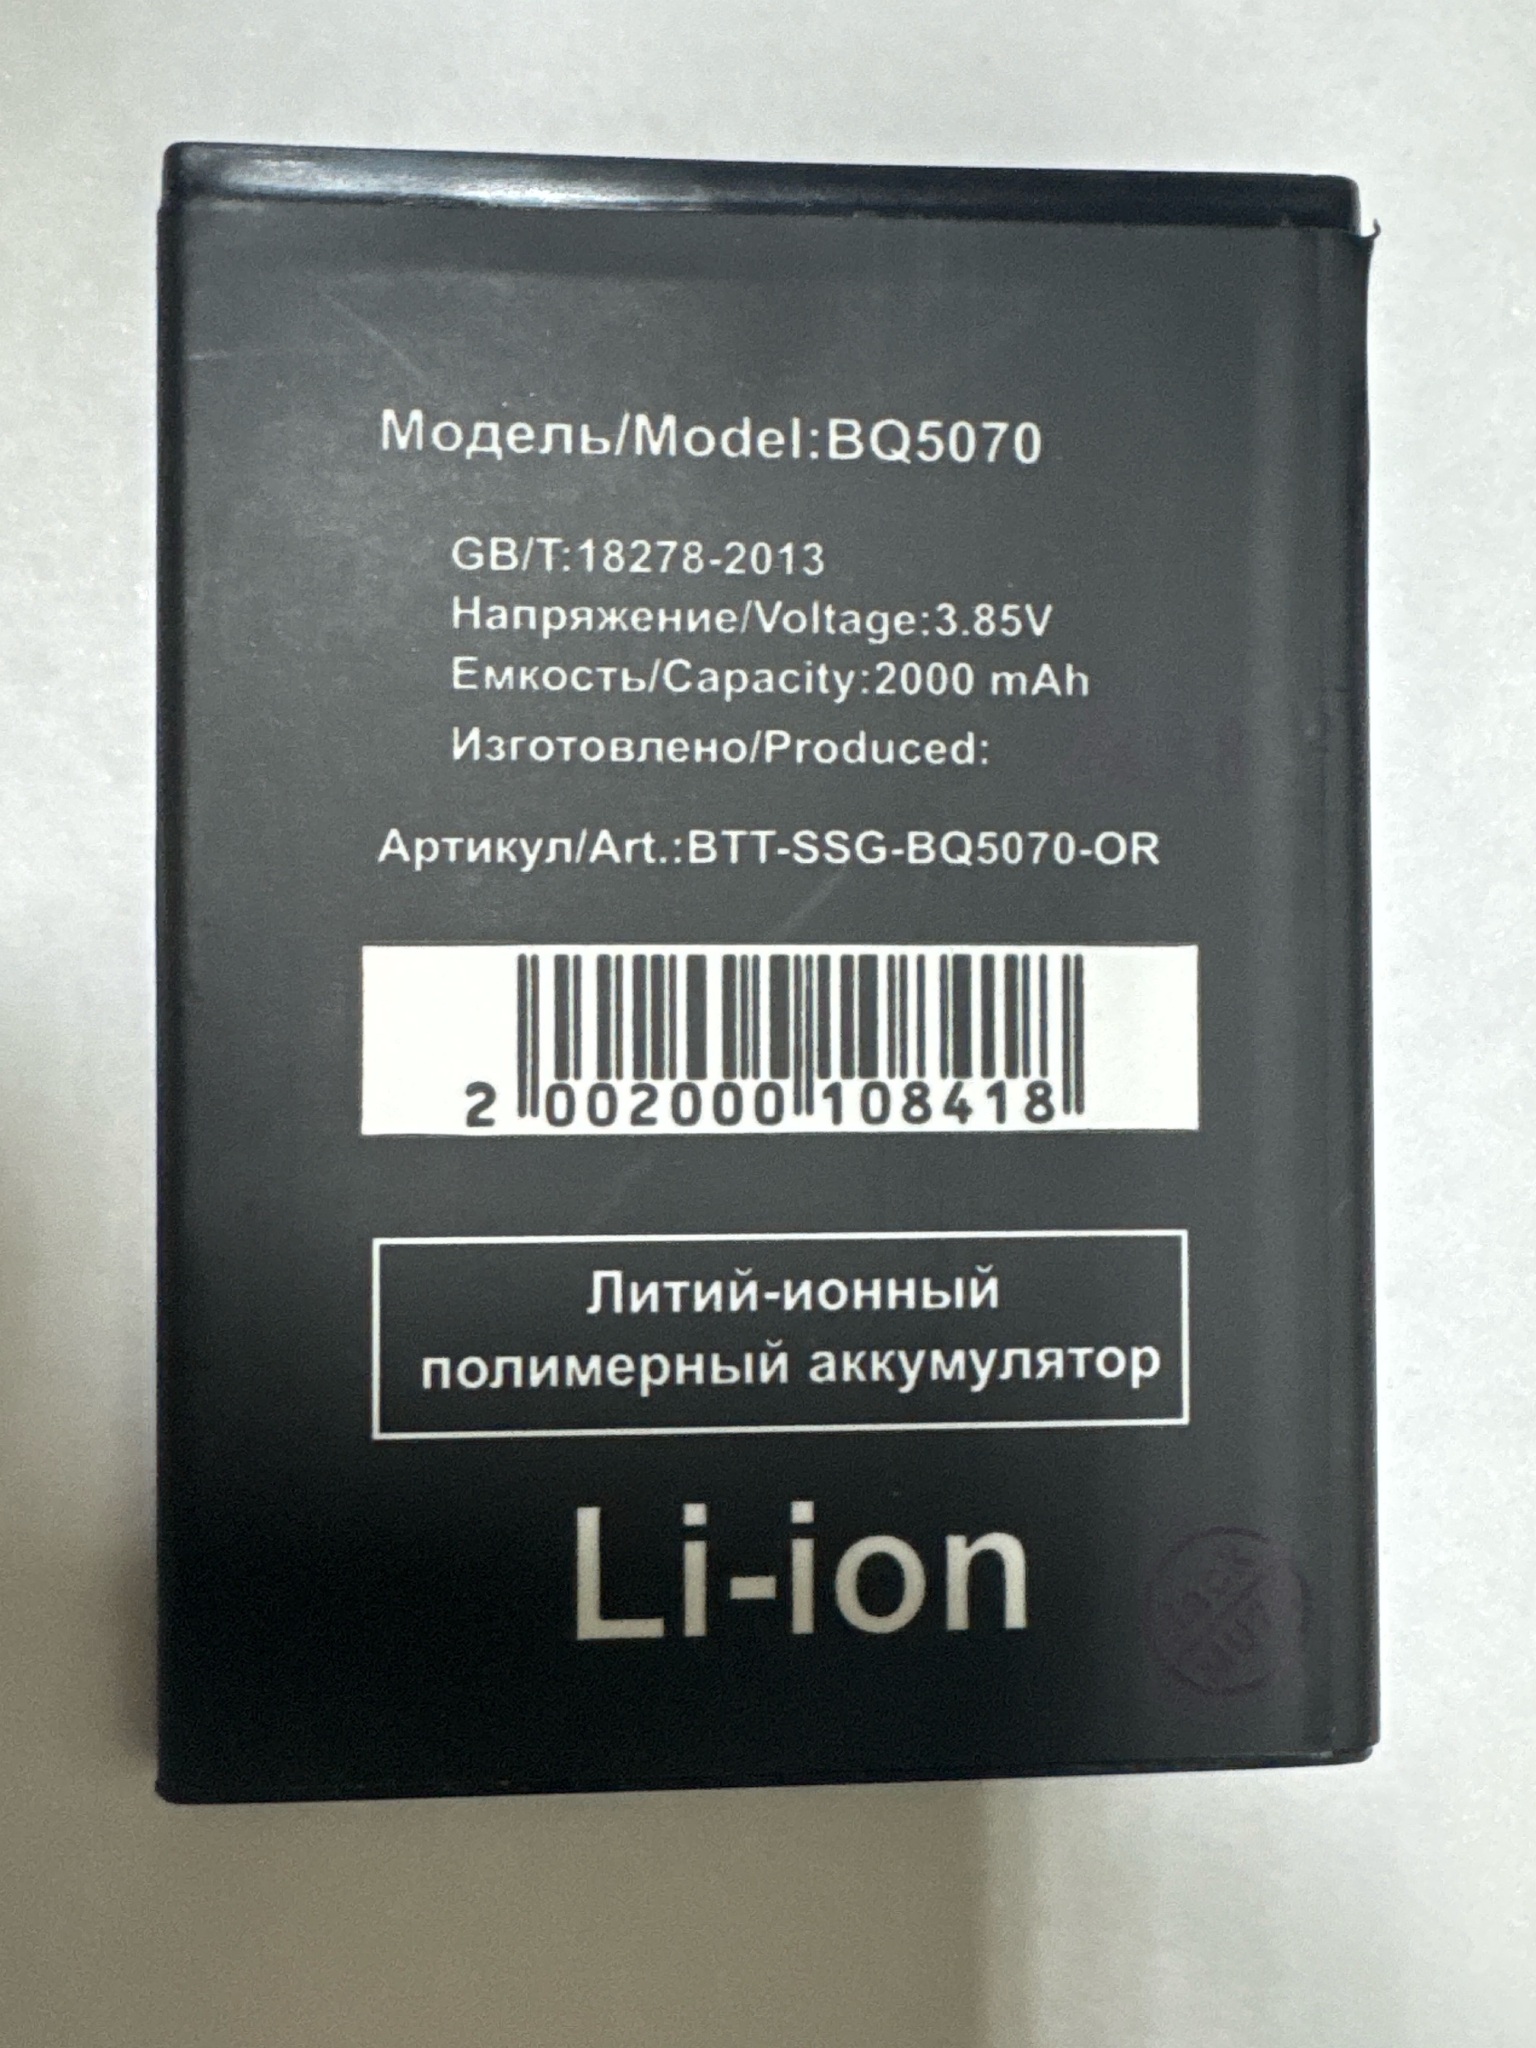 Модель/Model:BQ5070
GB/T:18278-2013
Напряжение/Voltage:3.85V
Емкость/Capacity:2000 mAh
Изготовлено/Produced:
Артикул/Art.:BTT-SSG-BQ5070-OR
2 002000 108418
Литий-ионный
полимерный аккумулятор
Li-ion